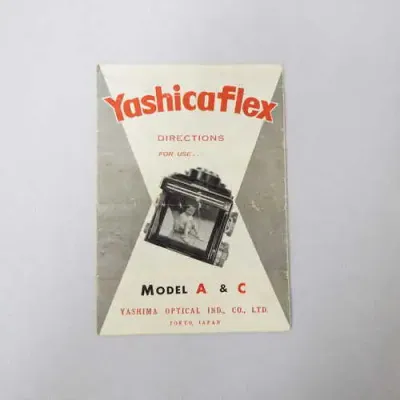 Yashicaflex
DIRECTIONS
FOR USE...
MODEL A & C
YASHIMA OPTICAL IND., CO., LTD.
TOKYO, JAPAN